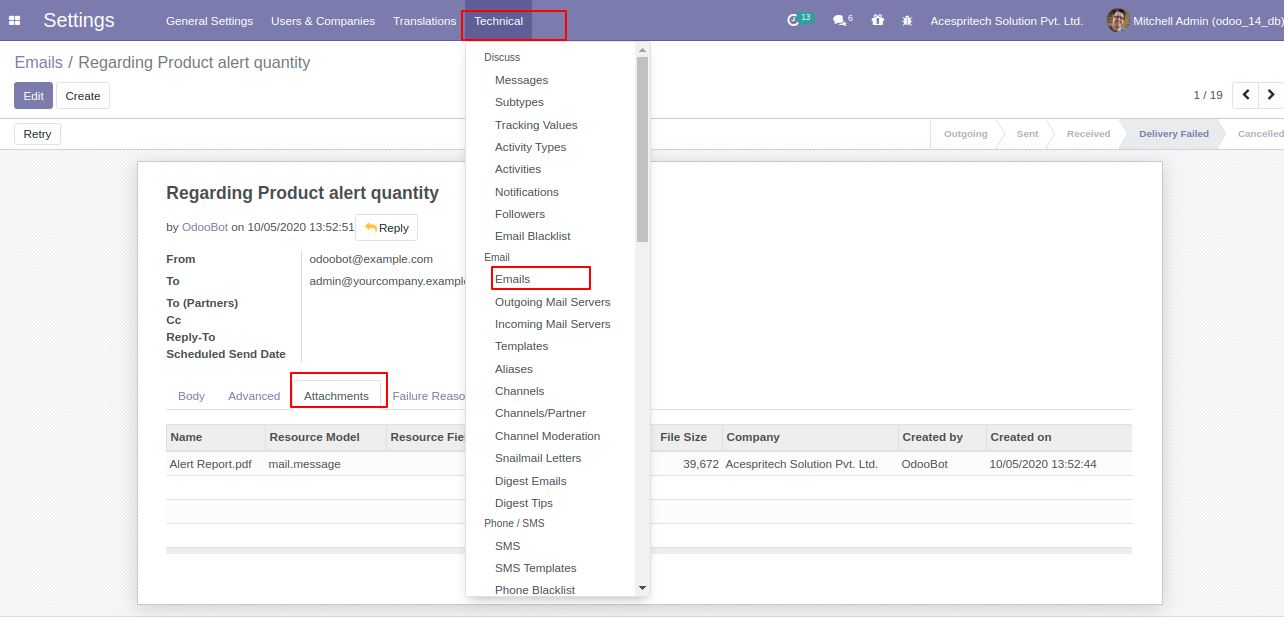 Settings General Settings Users & Companies Translations Technical 13 6 Acespritech Solution Pvt. Ltd. Mitchell Admin (odoo_14_db)
Emails / Regarding Product alert quantity
Edit Create 1 / 19
Retry Outgoing Sent Received Delivery Failed Cancelled
Regarding Product alert quantity
by OdooBot on 10/05/2020 13:52:51 Reply
From odoobot@example.com
To admin@yourcompany.example
To (Partners)
Cc
Reply-To
Scheduled Send Date
Body Advanced Attachments Failure Reaso
Name Resource Model Resource Fie File Size Company Created by Created on
Alert Report.pdf mail.message 39,672 Acespritech Solution Pvt. Ltd. OdooBot 10/05/2020 13:52:44
Discuss
Messages
Subtypes
Tracking Values
Activity Types
Activities
Notifications
Followers
Email Blacklist
Email
Emails
Outgoing Mail Servers
Incoming Mail Servers
Templates
Aliases
Channels
Channels/Partner
Channel Moderation
Snailmail Letters
Digest Emails
Digest Tips
Phone / SMS
SMS
SMS Templates
Phone Blacklist